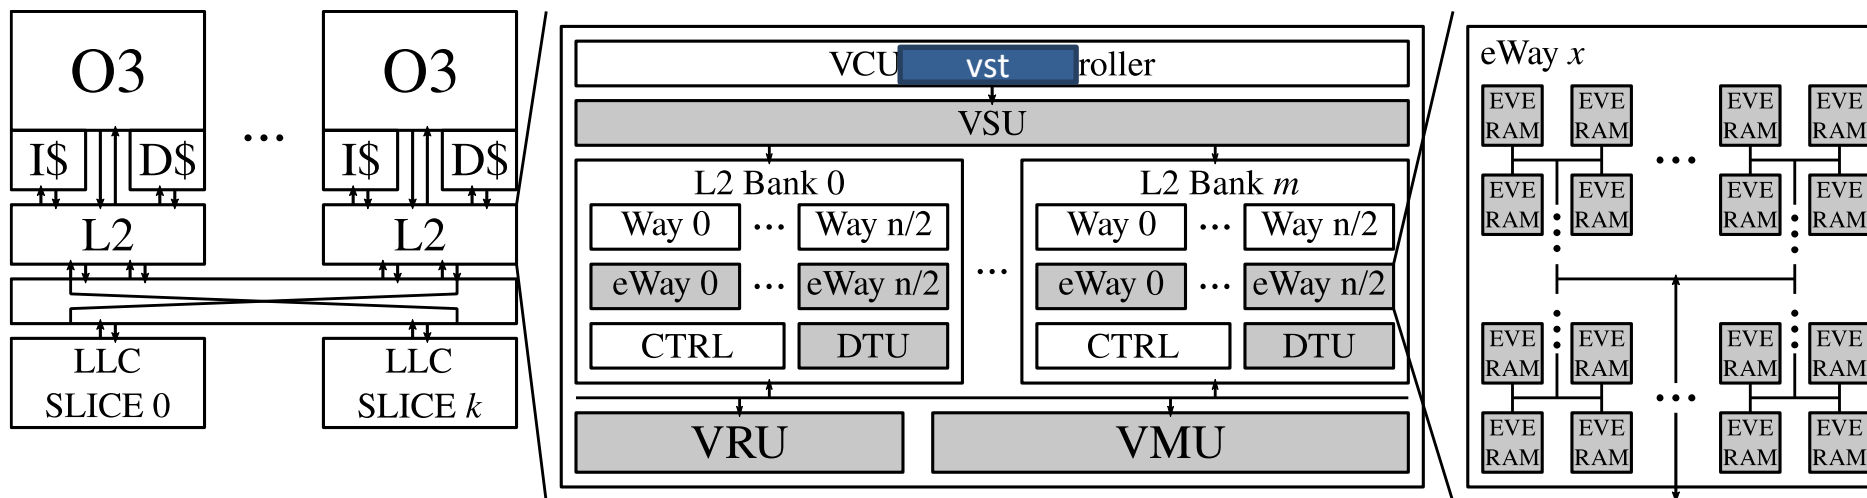 O3
...
O3
I$
D$
I$
D$
L2
L2
LLC
SLICE 0
LLC
SLICE k
VCU vst roller
VSU
L2 Bank 0
Way 0 ... Way n/2
eWay 0 ... eWay n/2
CTRL
DTU
...
L2 Bank m
Way 0 ... Way n/2
eWay 0 ... eWay n/2
CTRL
DTU
VRU
VMU
eWay x
EVE EVE EVE EVE
RAM RAM ... RAM RAM
EVE EVE EVE EVE
RAM RAM RAM RAM
EVE EVE EVE EVE
RAM RAM ... RAM RAM
EVE EVE EVE EVE
RAM RAM RAM RAM